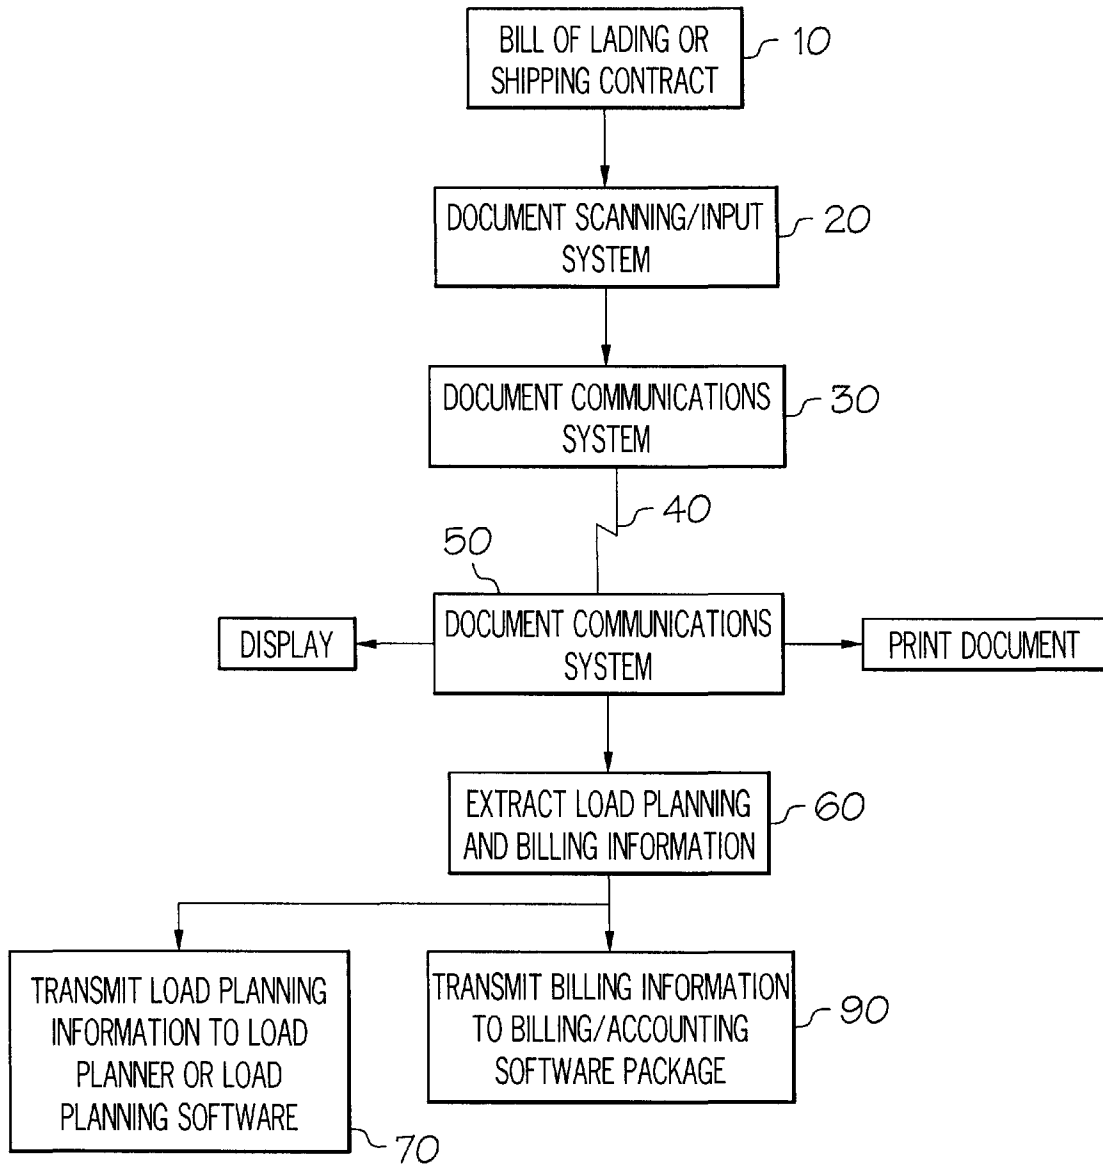 BILL OF LADING OR
SHIPPING CONTRACT
10
DOCUMENT SCANNING/INPUT
SYSTEM
20
DOCUMENT COMMUNICATIONS
SYSTEM
30
40
50
DISPLAY
DOCUMENT COMMUNICATIONS
SYSTEM
PRINT DOCUMENT
EXTRACT LOAD PLANNING
AND BILLING INFORMATION
60
TRANSMIT LOAD PLANNING
INFORMATION TO LOAD
PLANNER OR LOAD
PLANNING SOFTWARE
70
TRANSMIT BILLING INFORMATION
TO BILLING/ACCOUNTING
SOFTWARE PACKAGE
90